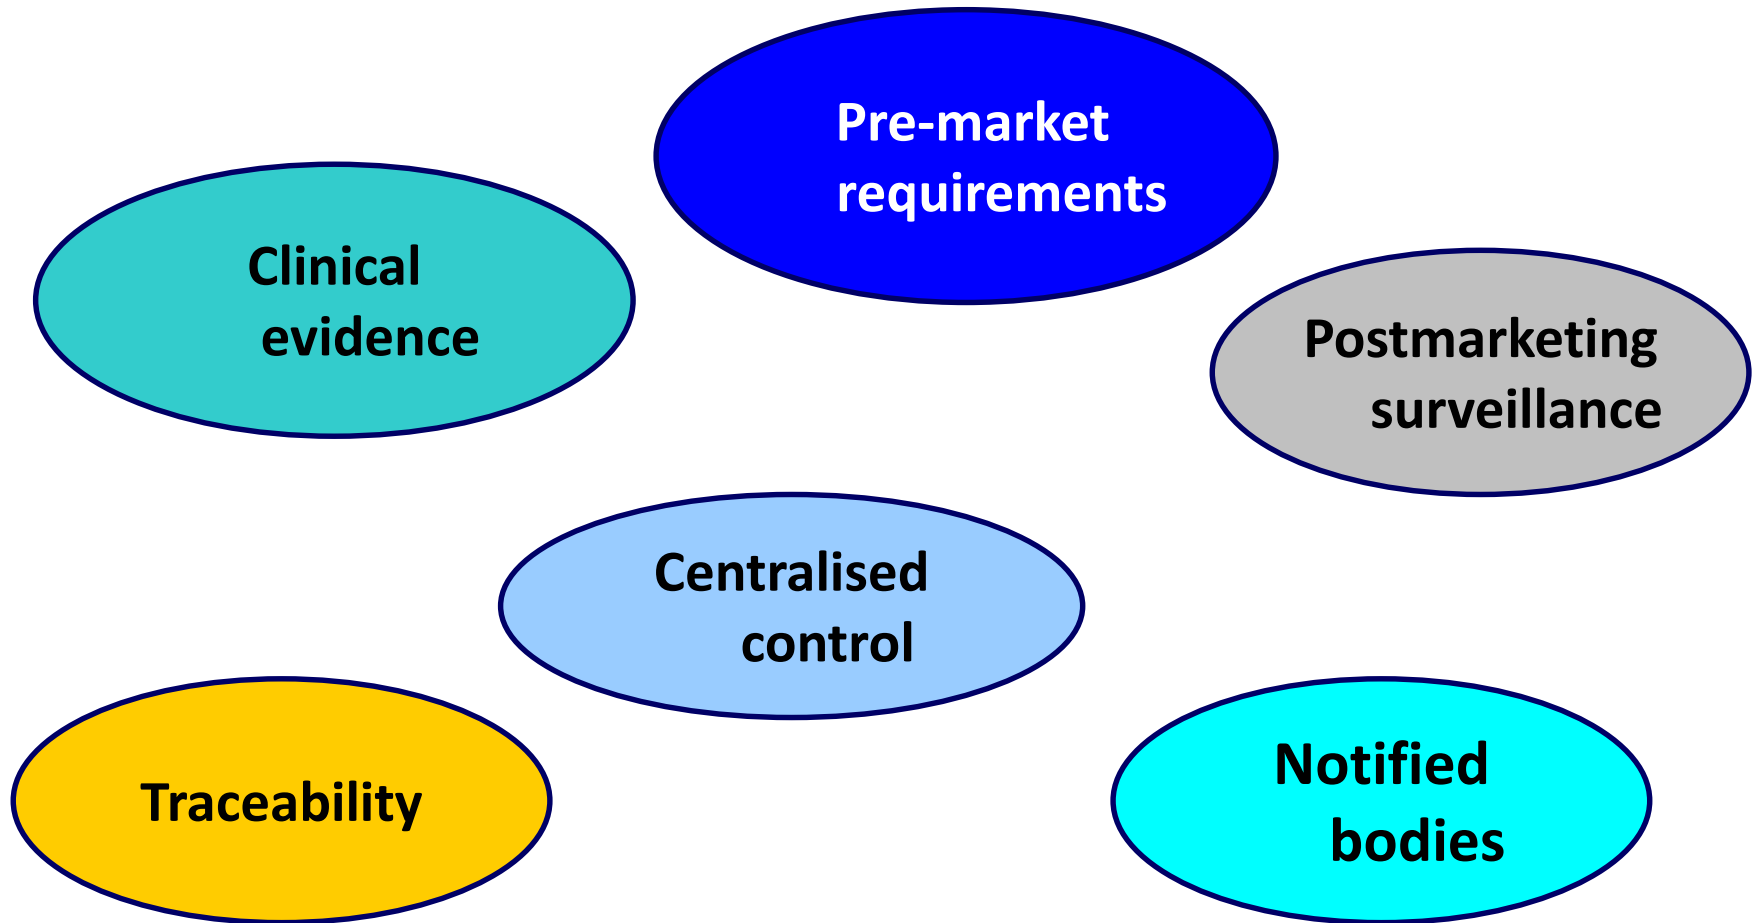 Pre-market
requirements
Clinical
evidence
Postmarketing
surveillance
Centralised
control
Traceability
Notified
bodies